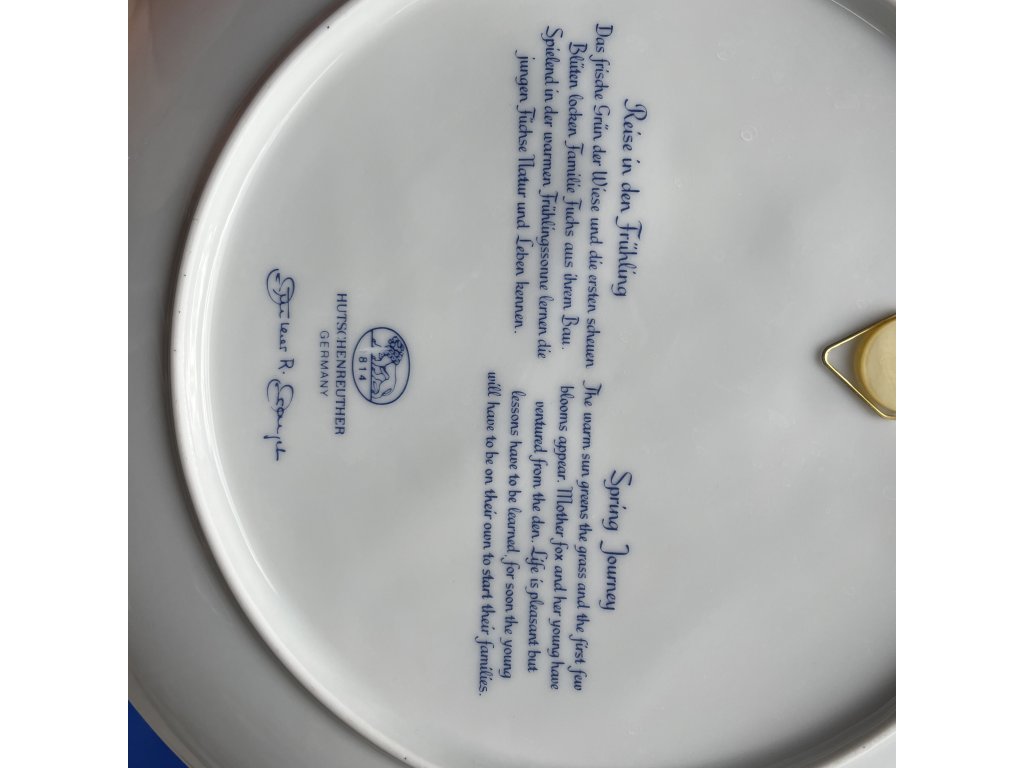 Reise in den Frühling
Das frische Grün der Wiese und die ersten scheuen
Blüten locken Familie Fuchs aus ihrem Bau.
Spielend in der warmen Frühlingssonne lernen die
jungen Füchse Natur und Leben kennen.
Spring Journey
The warm sun greens the grass and the first few
blooms appear. Mother fox and her young have
ventured from the den. Life is pleasant but
lessons have to be learned, for soon the young
will have to be on their own to start their families.
1814
HUTSCHENREUTHER
GERMANY
R.